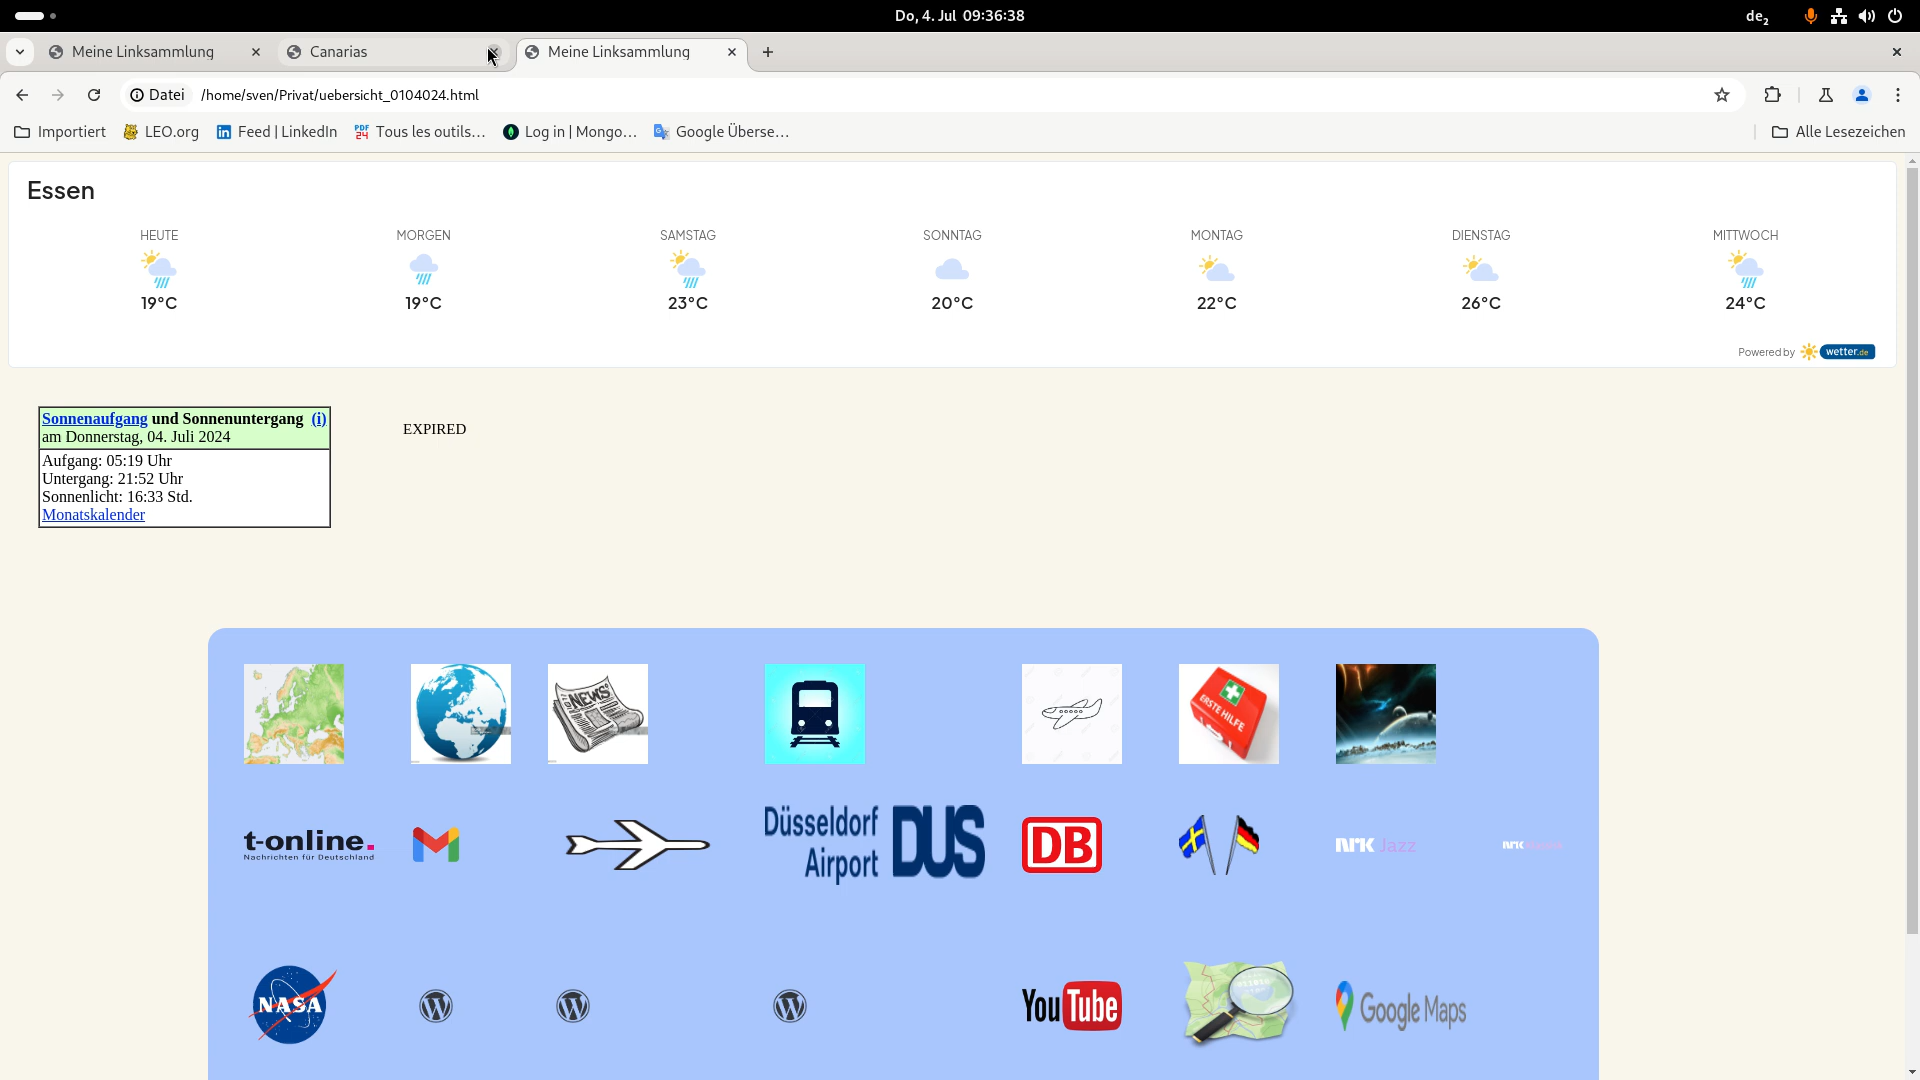 Do, 4. Jul 09:36:38
de2
Meine Linksammlung
Canarias
Meine Linksammlung
Datei
/home/sven/Privat/uebersicht_0104024.html
Importiert
LEO.org
Feed | LinkedIn
PDF
24
Tous les outils…
Log in | Mongo…
Google Überse…
Alle Lesezeichen
Essen
HEUTE
MORGEN
SAMSTAG
SONNTAG
MONTAG
DIENSTAG
MITTWOCH
19°C
19°C
23°C
20°C
22°C
26°C
24°C
Powered by
wetter.de
Sonnenaufgang und Sonnenuntergang (i)
am Donnerstag, 04. Juli 2024
Aufgang: 05:19 Uhr
Untergang: 21:52 Uhr
Sonnenlicht: 16:33 Std.
Monatskalender
EXPIRED
NEWS
ERSTE HILFE
t-online.
Nachrichten für Deutschland
Düsseldorf
Airport
DUS
DB
NRK Jazz
NRK
NASA
YouTube
Google Maps